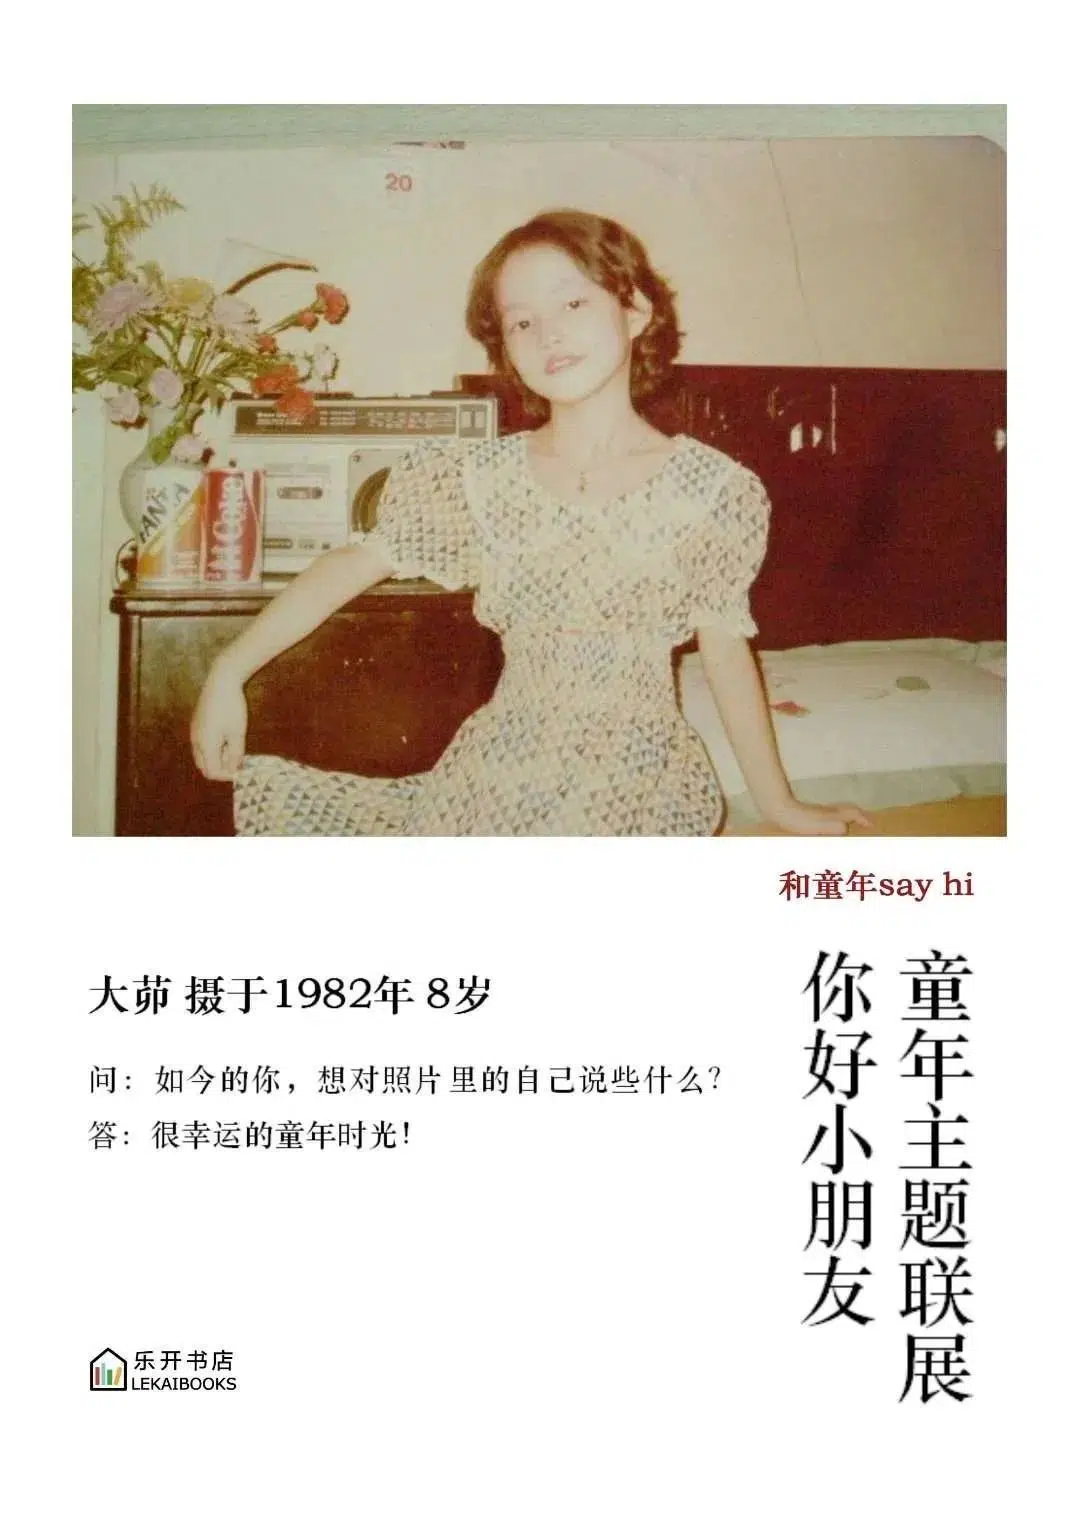 20
和童年say hi
童年主题联展
你好小朋友
大茆 摄于1982年 8岁
问：如今的你，想对照片里的自己说些什么？
答：很幸运的童年时光！
乐开书店
LEKAIBOOKS